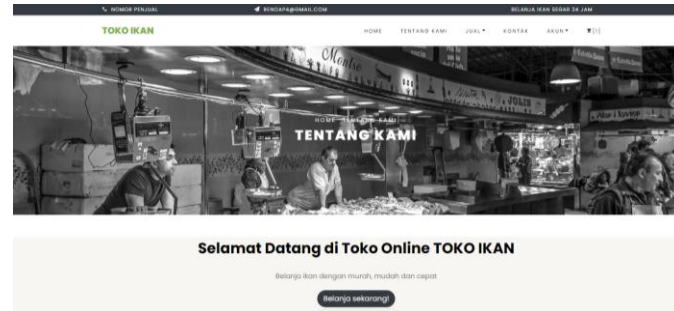 NOMOR PENJUAL
BENDAP4@GMAIL.COM
BELANJA IKAN SEGAR 24 JAM
TOKO IKAN
HOME
TENTANG KAMI
JUAL
KONTAK
AKUN
HOME TENTANG KAMI
TENTANG KAMI
Selamat Datang di Toko Online TOKO IKAN
Belanja ikan dengan murah, mudah dan cepat
Belanja sekarang!